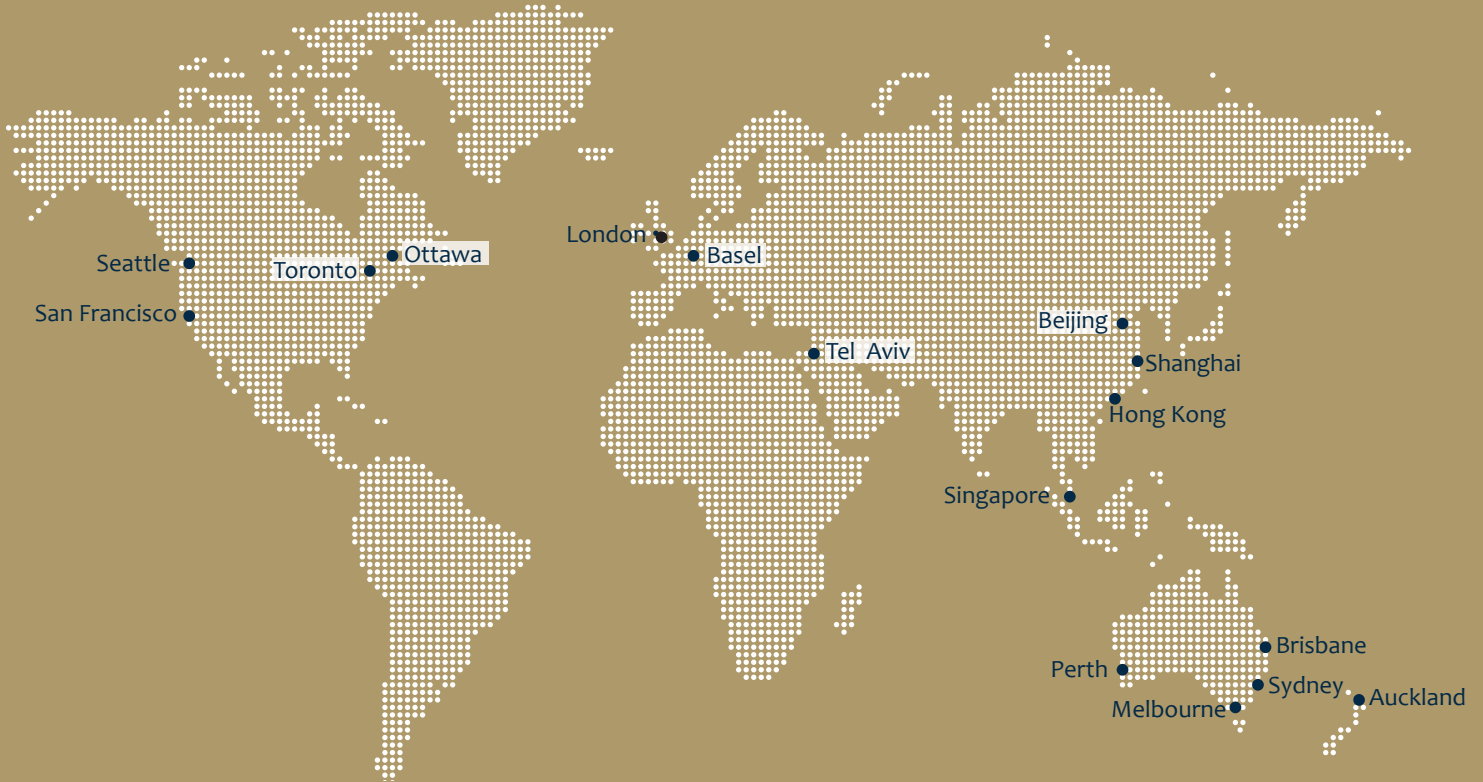 London
Ottawa
Basel
Seattle
Toronto
San Francisco
Beijing
Tel Aviv
Shanghai
Hong Kong
Singapore
Brisbane
Perth
Sydney
Auckland
Melbourne